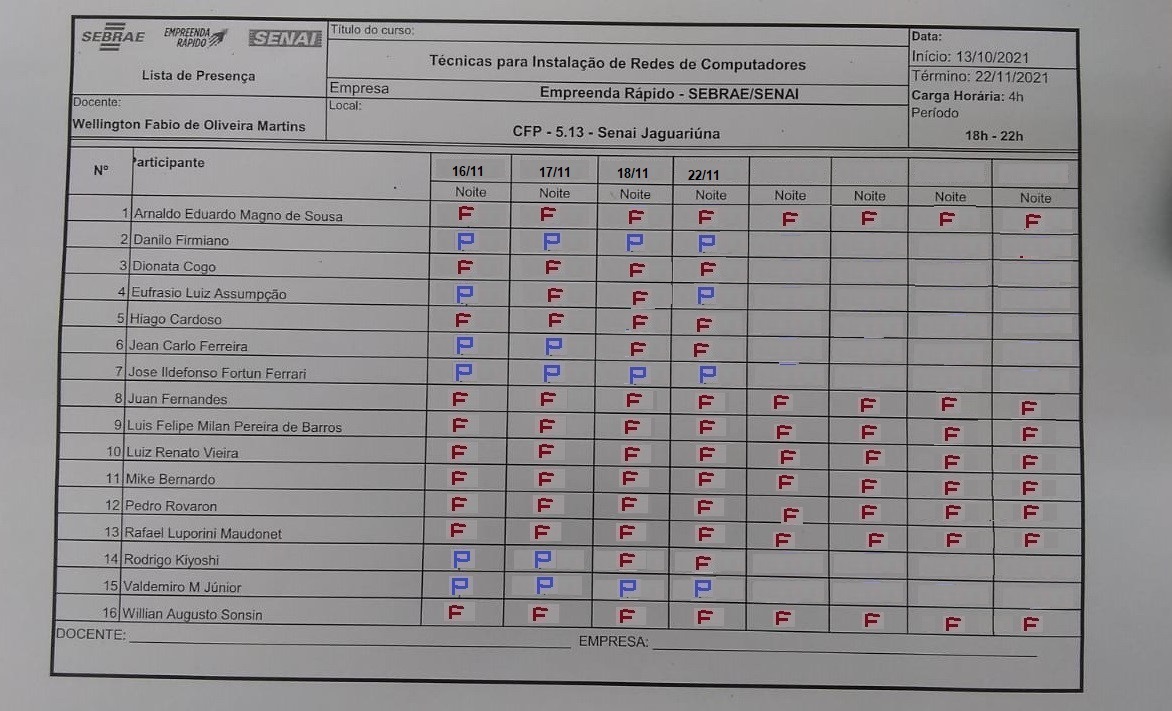 SEBRAE EMPREENDA RÁPIDO SENAI
Lista de Presença
Docente:
Wellington Fabio de Oliveira Martins
Título do curso:
Técnicas para Instalação de Redes de Computadores
Empresa Empreenda Rápido - SEBRAE/SENAI
Local:
CFP - 5.13 - Senai Jaguariúna
Data:
Início: 13/10/2021
Término: 22/11/2021
Carga Horária: 4h
Período
18h - 22h
Nº Participante 16/11 17/11 18/11 22/11
Noite Noite Noite Noite Noite Noite Noite Noite
1 Arnaldo Eduardo Magno de Sousa F F F F F F F F
2 Danilo Firmiano P P P P
3 Dionata Cogo F F F F
4 Eufrasio Luiz Assumpção P F F P
5 Hiago Cardoso F F F F
6 Jean Carlo Ferreira P P F F
7 Jose Ildefonso Fortun Ferrari P P P P
8 Juan Fernandes F F F F F F F F
9 Luis Felipe Milan Pereira de Barros F F F F F F F F
10 Luiz Renato Vieira F F F F F F F F
11 Mike Bernardo F F F F F F F F
12 Pedro Rovaron F F F F F F F F
13 Rafael Luporini Maudonet F F F F F F F F
14 Rodrigo Kiyoshi P P F F
15 Valdemiro M Júnior P P P P
16 Willian Augusto Sonsin F F F F F F F F
DOCENTE: EMPRESA: